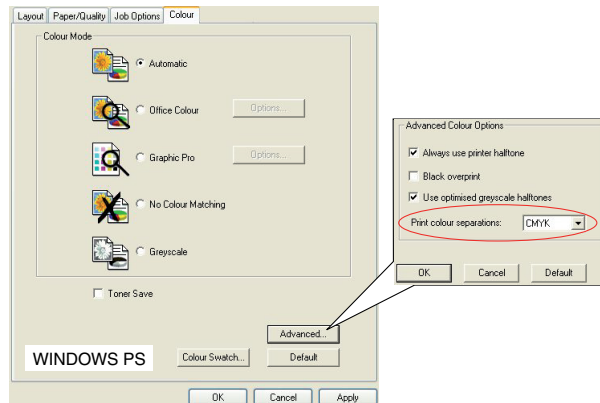 Layout Paper/Quality Job Options Colour
Colour Mode
Automatic
Office Colour Options...
Graphic Pro Options...
No Colour Matching
Greyscale
Toner Save
Advanced...
WINDOWS PS Colour Swatch... Default
OK Cancel Apply
Advanced Colour Options
Always use printer halftone
Black overprint
Use optimised greyscale halftones
Print colour separations: CMYK
OK Cancel Default